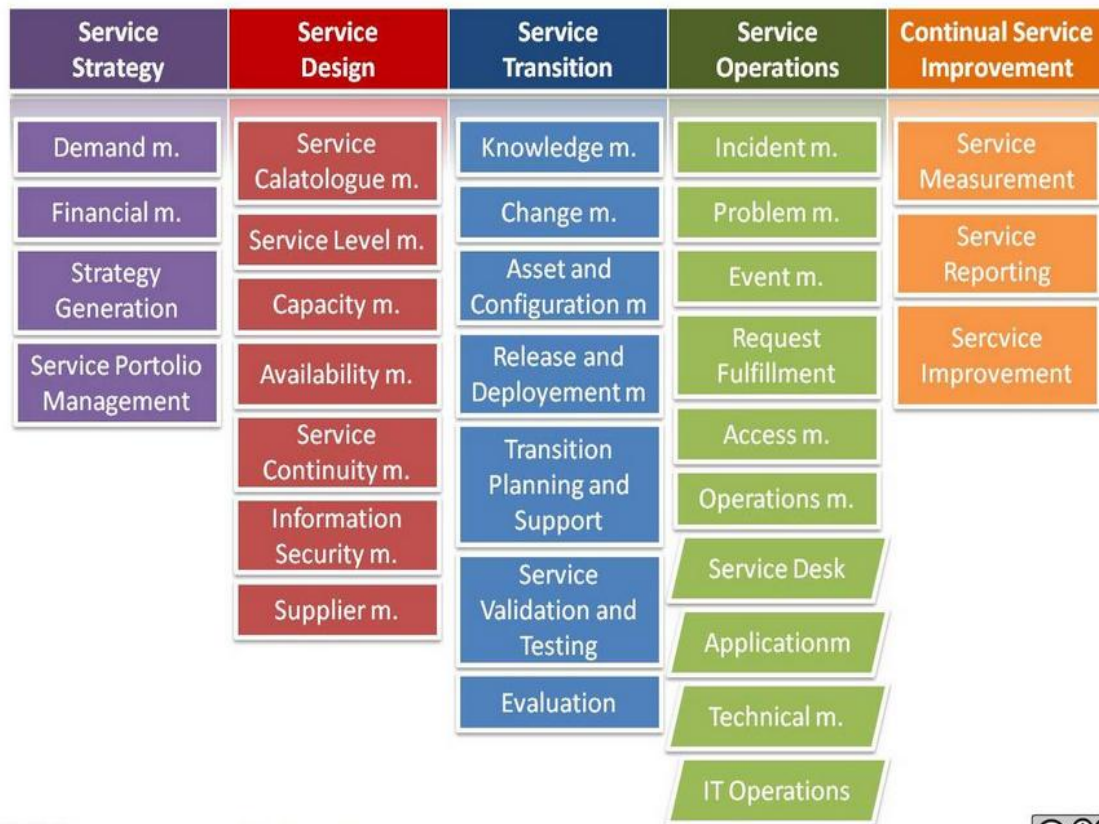 Service
Strategy
Service
Design
Service
Transition
Service
Operations
Continual Service
Improvement
Demand m.
Financial m.
Strategy
Generation
Service Portolio
Management
Service
Calatologue m.
Service Level m.
Capacity m.
Availability m.
Service
Continuity m.
Information
Security m.
Supplier m.
Knowledge m.
Change m.
Asset and
Configuration m
Release and
Deployement m
Transition
Planning and
Support
Service
Validation and
Testing
Evaluation
Incident m.
Problem m.
Event m.
Request
Fulfillment
Access m.
Operations m.
Service Desk
Applicationm
Technical m.
IT Operations
Service
Measurement
Service
Reporting
Sercvice
Improvement